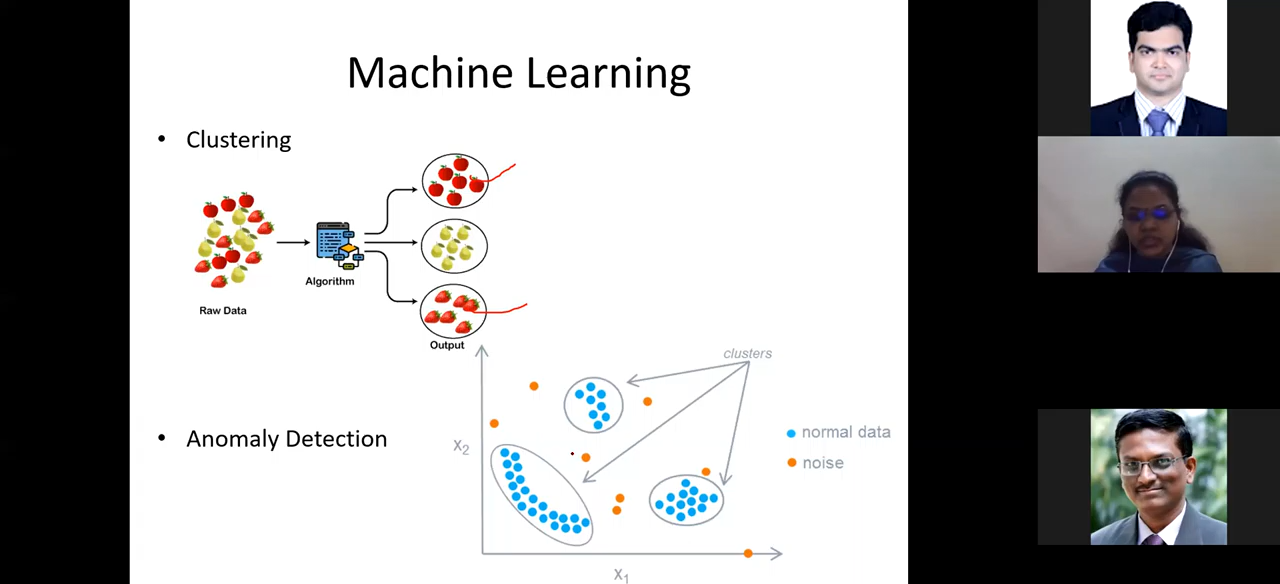 Machine Learning
• Clustering
Raw Data
Algorithm
Output
• Anomaly Detection
clusters
X2
X1
normal data
noise